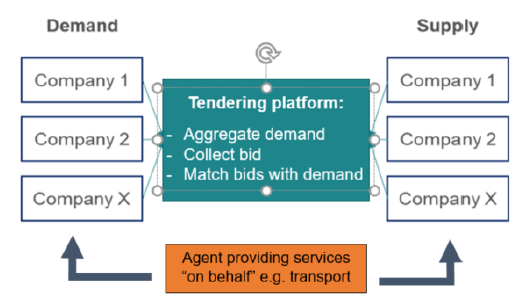 Demand
Supply
Company 1
Company 2
Company X
Tendering platform:
- Aggregate demand
- Collect bid
- Match bids with demand
Company 1
Company 2
Company X
Agent providing services
“on behalf” e.g. transport